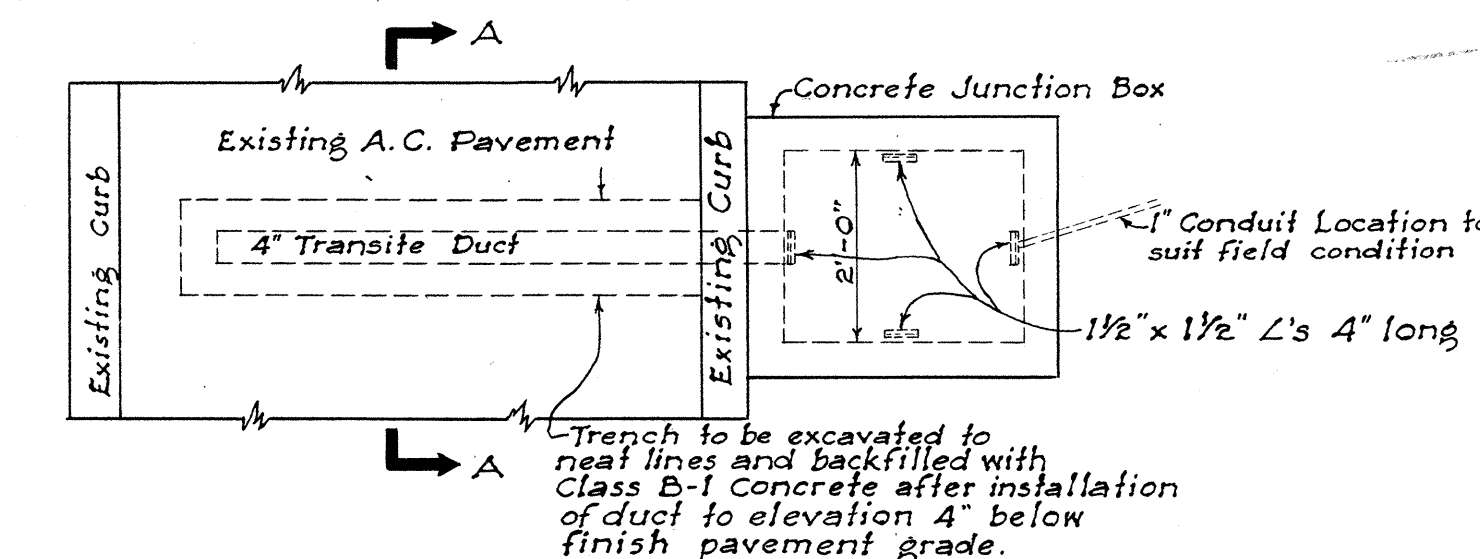 A
Concrete Junction Box
Existing A.C. Pavement
Existing Curb
4" Transite Duct
Existing Curb
2'-0"
1" Conduit Location to
suit field condition
1½" x 1½" L's 4" long
A
Trench to be excavated to
neat lines and backfilled with
Class B-1 Concrete after installation
of duct to elevation 4" below
finish pavement grade.